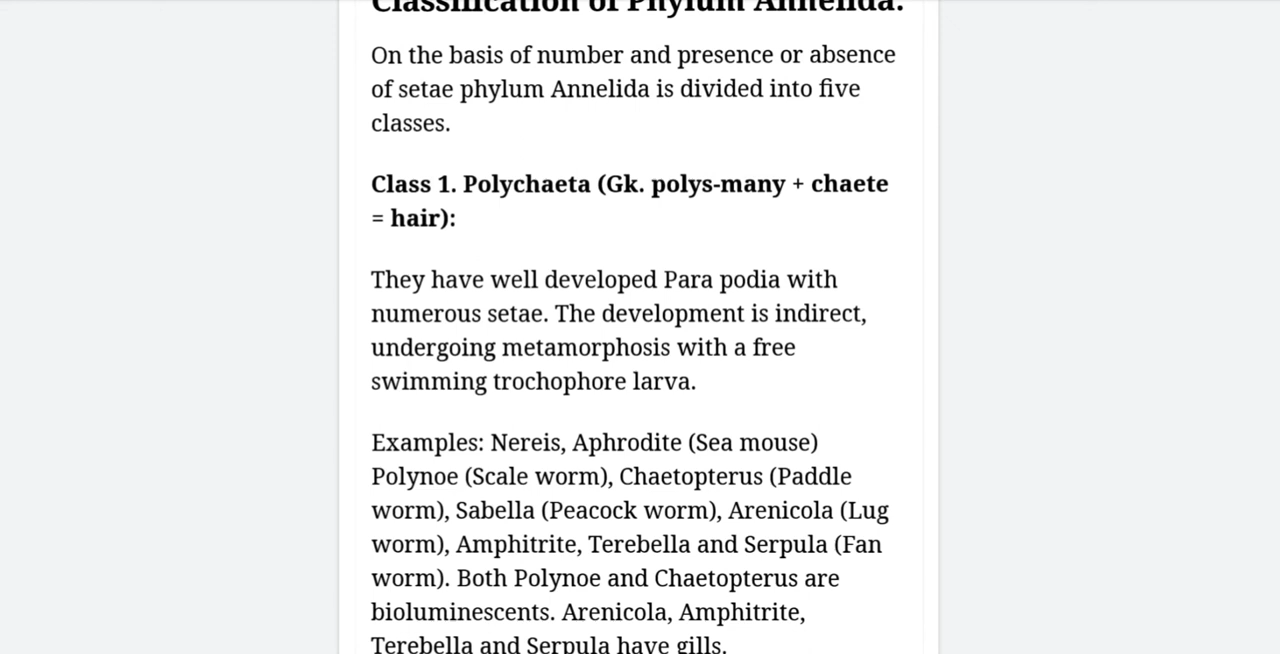 Classification of Phylum Annelida:
On the basis of number and presence or absence
of setae phylum Annelida is divided into five
classes.
Class 1. Polychaeta (Gk. polys-many + chaete
= hair):
They have well developed Para podia with
numerous setae. The development is indirect,
undergoing metamorphosis with a free
swimming trochophore larva.
Examples: Nereis, Aphrodite (Sea mouse)
Polynoe (Scale worm), Chaetopterus (Paddle
worm), Sabella (Peacock worm), Arenicola (Lug
worm), Amphitrite, Terebella and Serpula (Fan
worm). Both Polynoe and Chaetopterus are
bioluminescents. Arenicola, Amphitrite,
Terebella and Serpula have gills.